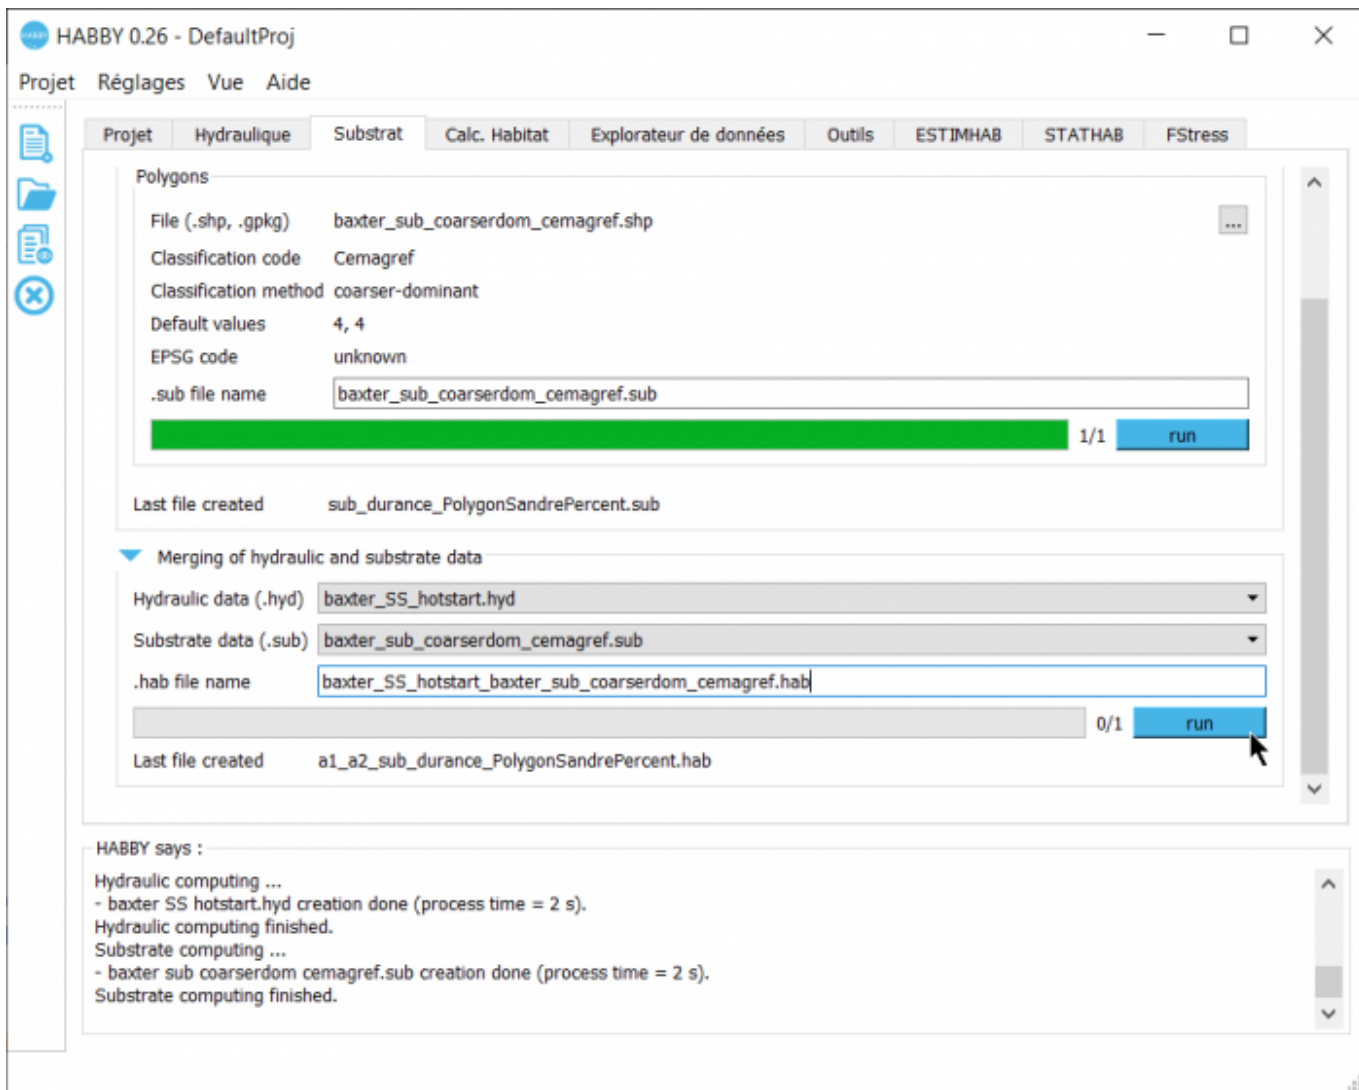 HABBY 0.26 - DefaultProj
Projet Réglages Vue Aide
Projet Hydraulique Substrat Calc. Habitat Explorateur de données Outils ESTIMHAB STATHAB FStress
Polygons
File (.shp, .gpkg) baxter_sub_coarserdom_cemagref.shp ...
Classification code Cemagref
Classification method coarser-dominant
Default values 4, 4
EPSG code unknown
.sub file name baxter_sub_coarserdom_cemagref.sub
1/1 run
Last file created sub_durance_PolygonSandrePercent.sub
Merging of hydraulic and substrate data
Hydraulic data (.hyd) baxter_SS_hotstart.hyd
Substrate data (.sub) baxter_sub_coarserdom_cemagref.sub
.hab file name baxter_SS_hotstart_baxter_sub_coarserdom_cemagref.hab
0/1 run
Last file created a1_a2_sub_durance_PolygonSandrePercent.hab
HABBY says :
Hydraulic computing ...
- baxter SS hotstart.hyd creation done (process time = 2 s).
Hydraulic computing finished.
Substrate computing ...
- baxter sub coarserdom cemagref.sub creation done (process time = 2 s).
Substrate computing finished.